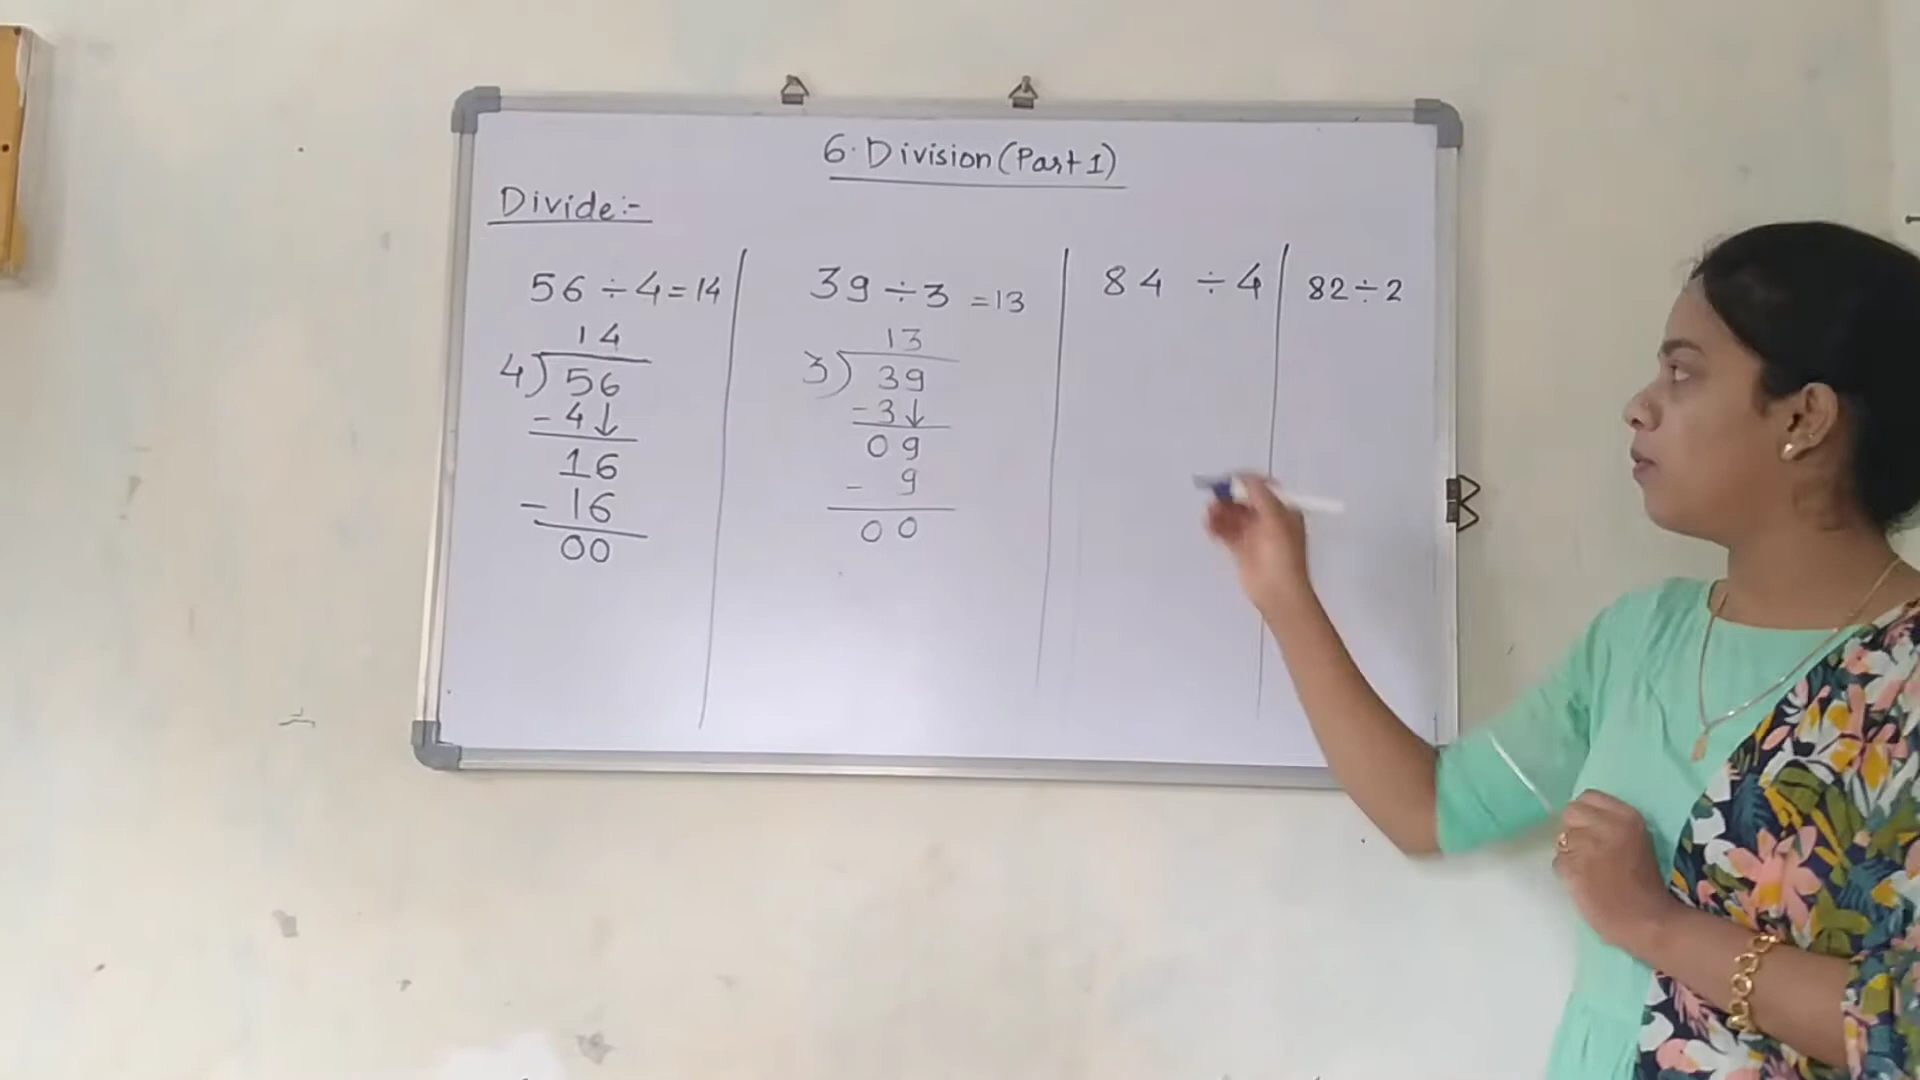 6. Division (Part 1)
Divide:-
56 ÷ 4 = 14
14
4) 56
- 4↓
16
- 16
00
39 ÷ 3 = 13
13
3) 39
- 3↓
09
- 9
00
84 ÷ 4
82 ÷ 2